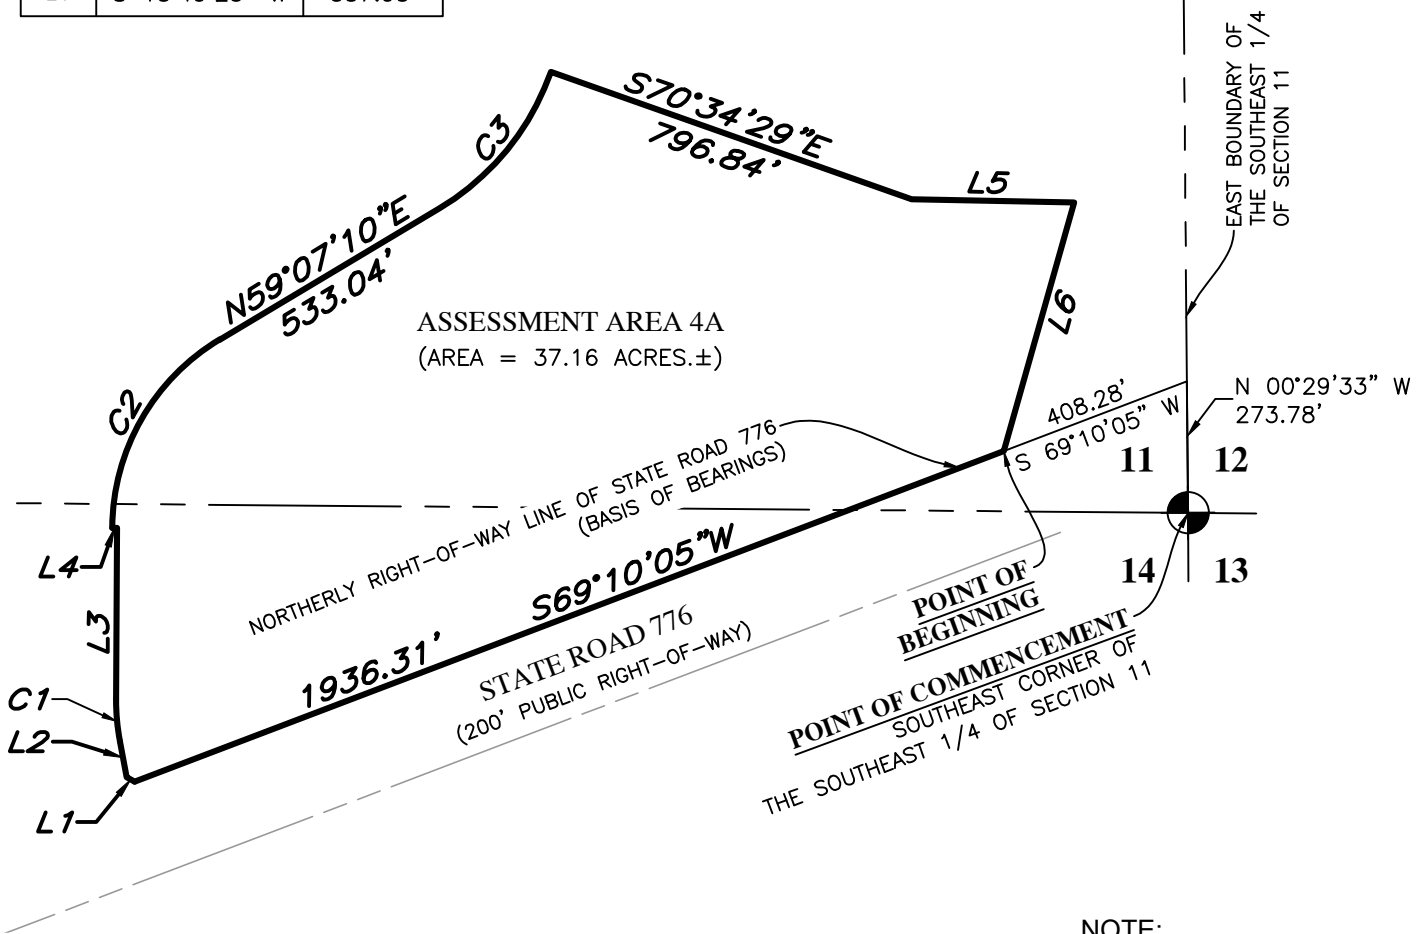 EAST BOUNDARY OF
THE SOUTHEAST 1/4
OF SECTION 11
C3
S70°34'29"E
796.84'
L5
N59°07'10"E
533.04'
L6
ASSESSMENT AREA 4A
(AREA = 37.16 ACRES.±)
C2
408.28'
S 69°10'05" W
N 00°29'33" W
273.78'
11
12
NORTHERLY RIGHT-OF-WAY LINE OF STATE ROAD 776
(BASIS OF BEARINGS)
L4
14
13
S69°10'05"W
1936.31'
L3
POINT OF
BEGINNING
STATE ROAD 776
(200' PUBLIC RIGHT-OF-WAY)
POINT OF COMMENCEMENT
SOUTHEAST CORNER OF
THE SOUTHEAST 1/4 OF SECTION 11
C1
L2
L1
NOTE: